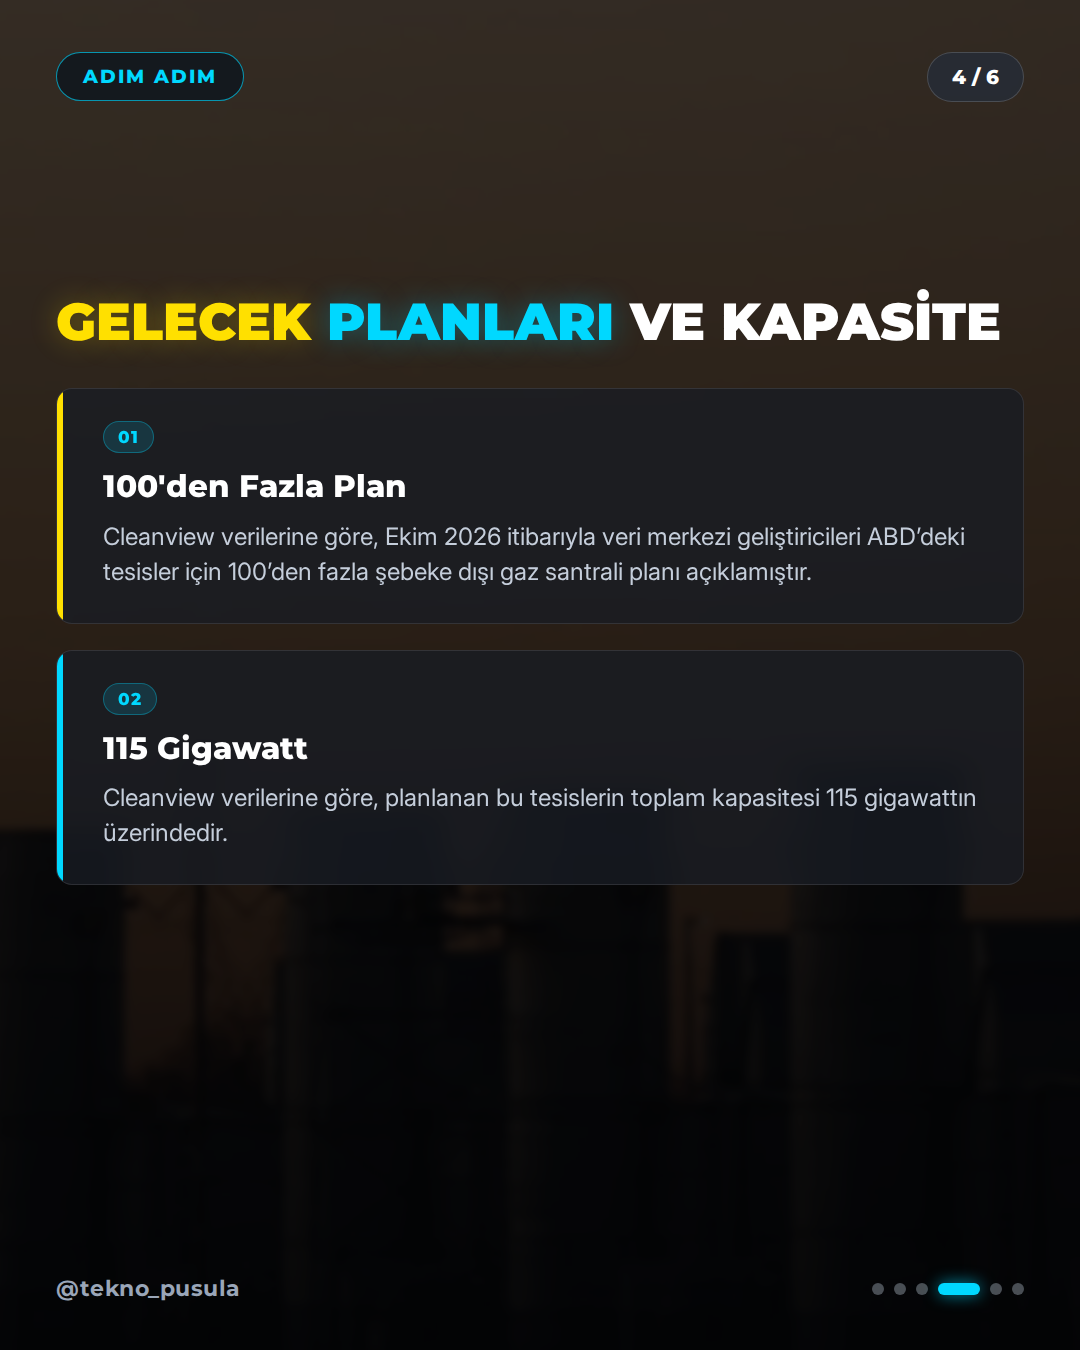 ADIM ADIM
4 / 6
GELECEK PLANLARI VE KAPASİTE
01
100'den Fazla Plan
Cleanview verilerine göre, Ekim 2026 itibarıyla veri merkezi geliştiricileri ABD’deki
tesisler için 100’den fazla şebeke dışı gaz santrali planı açıklamıştır.
02
115 Gigawatt
Cleanview verilerine göre, planlanan bu tesislerin toplam kapasitesi 115 gigawattın
üzerindedir.
@tekno_pusula